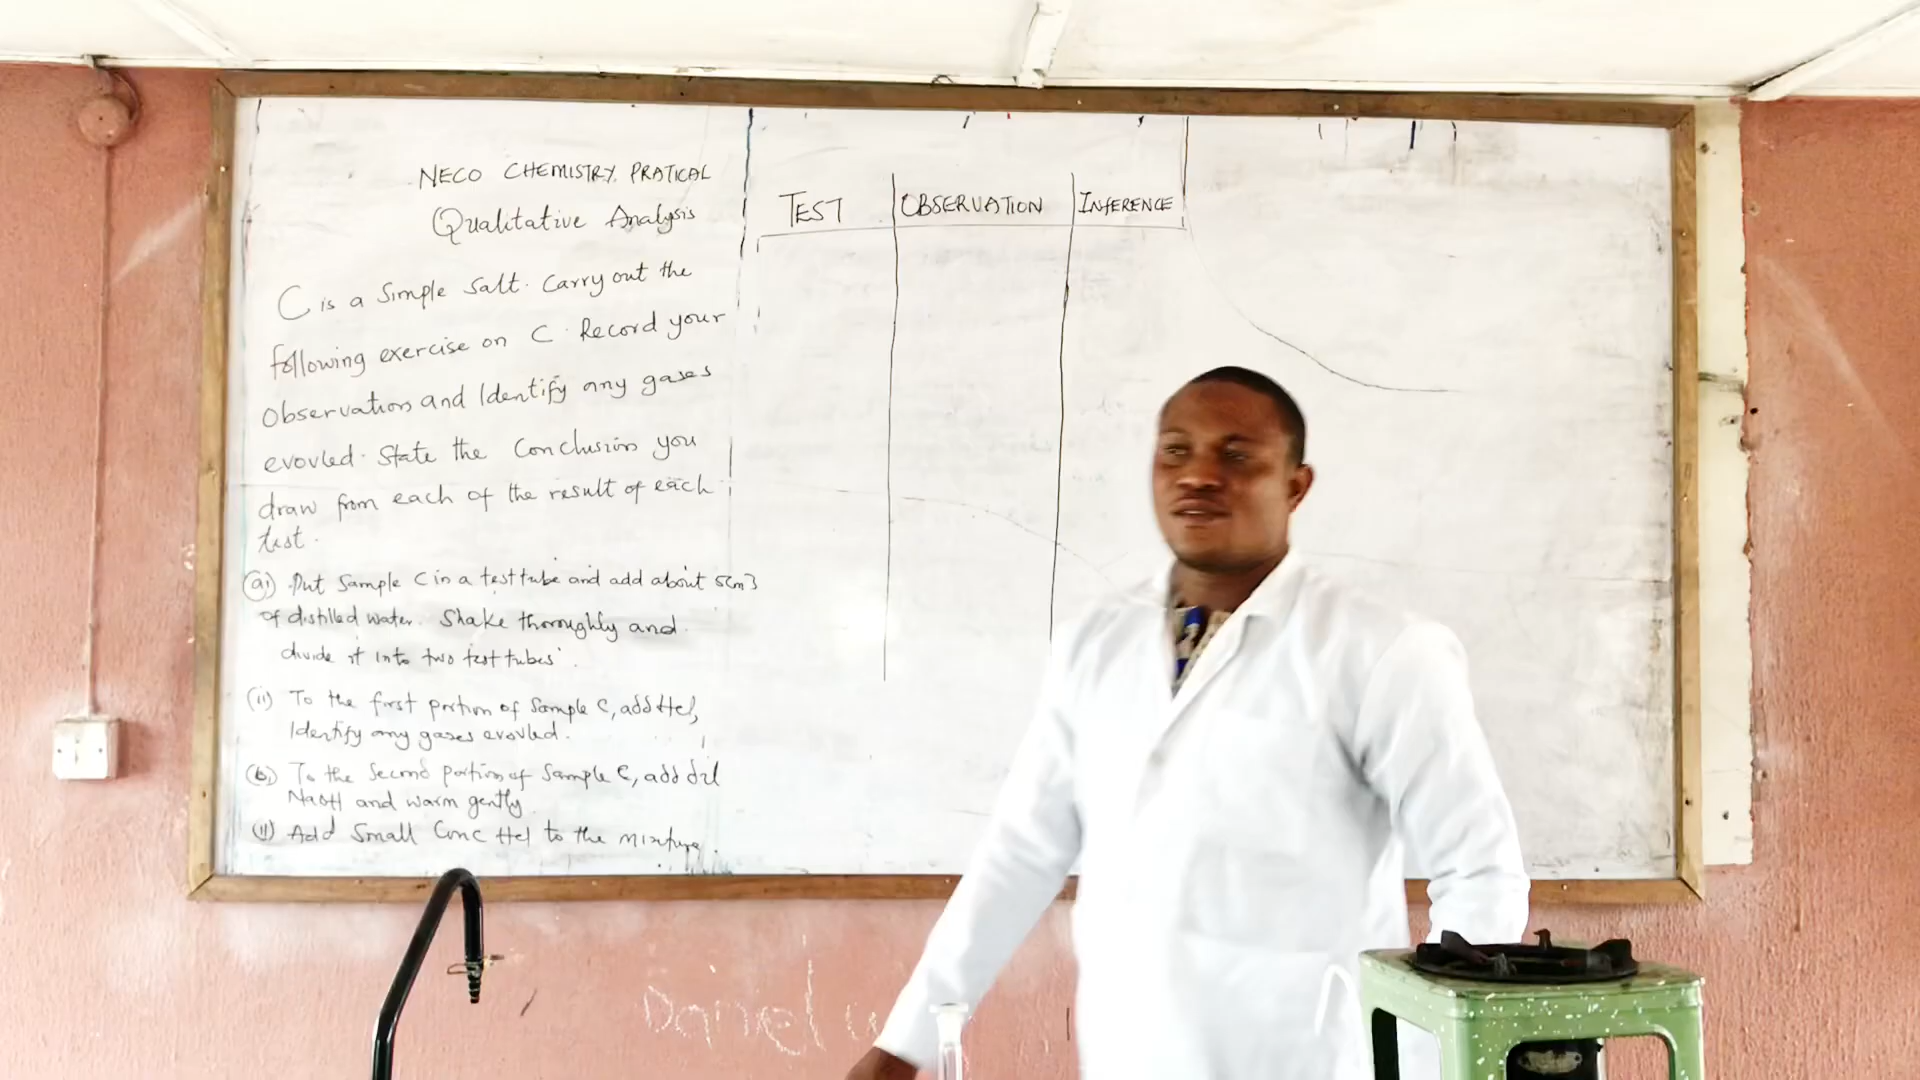 NECO CHEMISTRY PRATICAL
Qualitative Analysis
C is a Simple Salt. Carry out the
following exercise on C. Record your
Observation and Identify any gases
evovled. State the Conclusion you
draw from each of the result of each
test.
(ai) Put Sample C in a test tube and add about 5cm3
of distilled water. Shake thoroughly and
divide it into two test tubes.
(ii) To the first portion of Sample C, add Hcl,
Identify any gases evovled.
(bi) To the Second portion of Sample C, add dil
NaOH and warm gently.
(ii) Add Small Conc Hcl to the mixture.
TEST OBSERVATION INFERENCE
Danelu